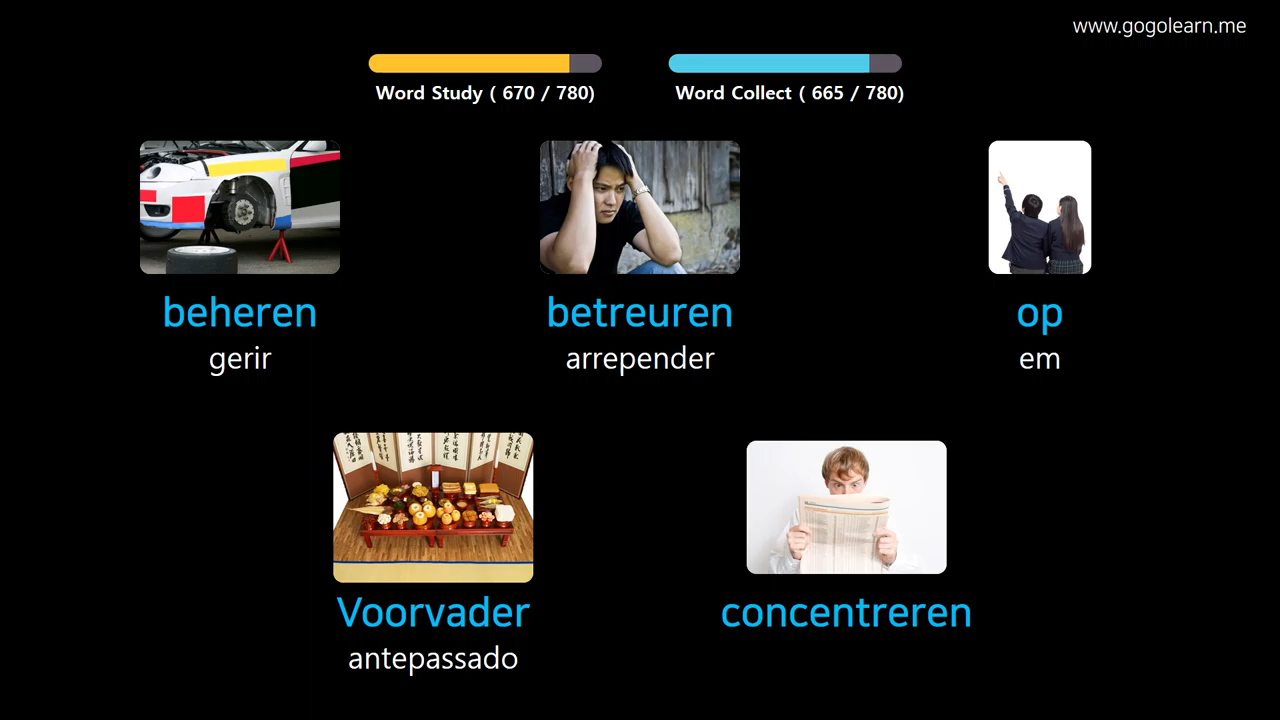 www.gogolearn.me
Word Study ( 670 / 780)
Word Collect ( 665 / 780)
beheren
gerir
betreuren
arrepender
op
em
Voorvader
antepassado
concentreren